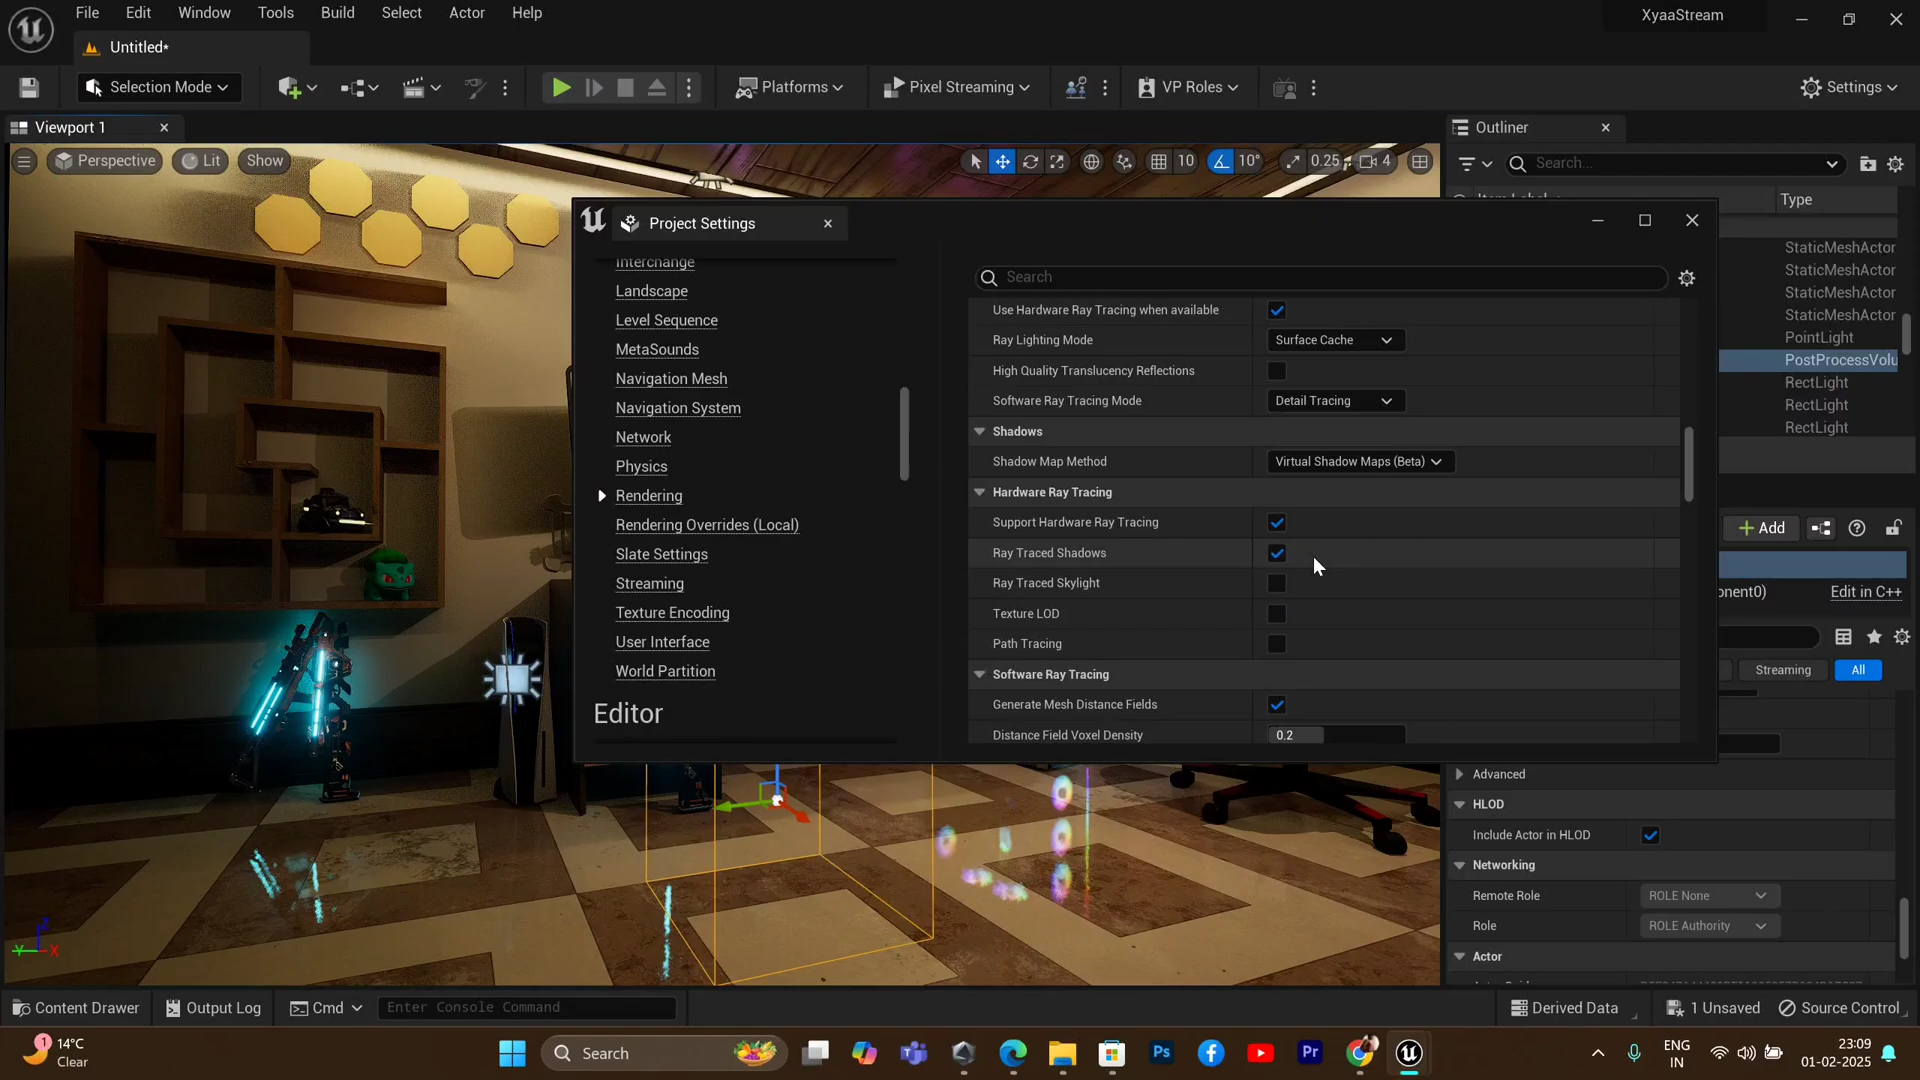 File Edit Window Tools Build Select Actor Help
XyaaStream
Untitled*
Selection Mode
Platforms
Pixel Streaming
VP Roles
Settings
Viewport 1
Outliner
Perspective
Lit
Show
10
10°
0.25
4
Search...
Type
StaticMeshActor
StaticMeshActor
StaticMeshActor
StaticMeshActor
PointLight
PostProcessVolu
RectLight
RectLight
RectLight
Project Settings
Interchange
Landscape
Level Sequence
MetaSounds
Navigation Mesh
Navigation System
Network
Physics
Rendering
Rendering Overrides (Local)
Slate Settings
Streaming
Texture Encoding
User Interface
World Partition
Editor
Search
Use Hardware Ray Tracing when available
Ray Lighting Mode Surface Cache
High Quality Translucency Reflections
Software Ray Tracing Mode Detail Tracing
Shadows
Shadow Map Method Virtual Shadow Maps (Beta)
Hardware Ray Tracing
Support Hardware Ray Tracing
Ray Traced Shadows
Ray Traced Skylight
Texture LOD
Path Tracing
Software Ray Tracing
Generate Mesh Distance Fields
Distance Field Voxel Density 0.2
Add
onent0) Edit in C++
Streaming All
Advanced
HLOD
Include Actor in HLOD
Networking
Remote Role ROLE None
Role ROLE Authority
Actor
Z
Y X
Content Drawer
Output Log
Cmd
Enter Console Command
Derived Data
1 Unsaved
Source Control
1
14°C
Clear
Search
Ps
Pr
ENG
IN
23:09
01-02-2025